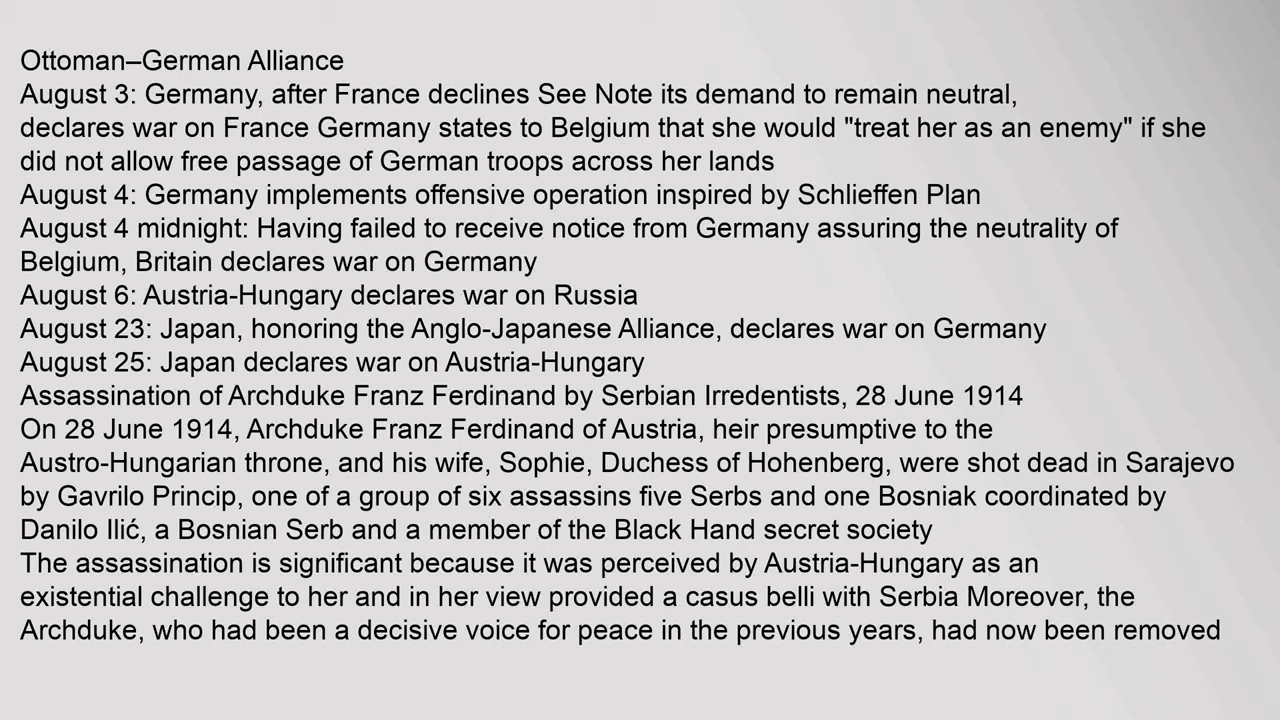 Ottoman–German Alliance
August 3: Germany, after France declines See Note its demand to remain neutral,
declares war on France Germany states to Belgium that she would "treat her as an enemy" if she
did not allow free passage of German troops across her lands
August 4: Germany implements offensive operation inspired by Schlieffen Plan
August 4 midnight: Having failed to receive notice from Germany assuring the neutrality of
Belgium, Britain declares war on Germany
August 6: Austria-Hungary declares war on Russia
August 23: Japan, honoring the Anglo-Japanese Alliance, declares war on Germany
August 25: Japan declares war on Austria-Hungary
Assassination of Archduke Franz Ferdinand by Serbian Irredentists, 28 June 1914
On 28 June 1914, Archduke Franz Ferdinand of Austria, heir presumptive to the
Austro-Hungarian throne, and his wife, Sophie, Duchess of Hohenberg, were shot dead in Sarajevo
by Gavrilo Princip, one of a group of six assassins five Serbs and one Bosniak coordinated by
Danilo Ilić, a Bosnian Serb and a member of the Black Hand secret society
The assassination is significant because it was perceived by Austria-Hungary as an
existential challenge to her and in her view provided a casus belli with Serbia Moreover, the
Archduke, who had been a decisive voice for peace in the previous years, had now been removed